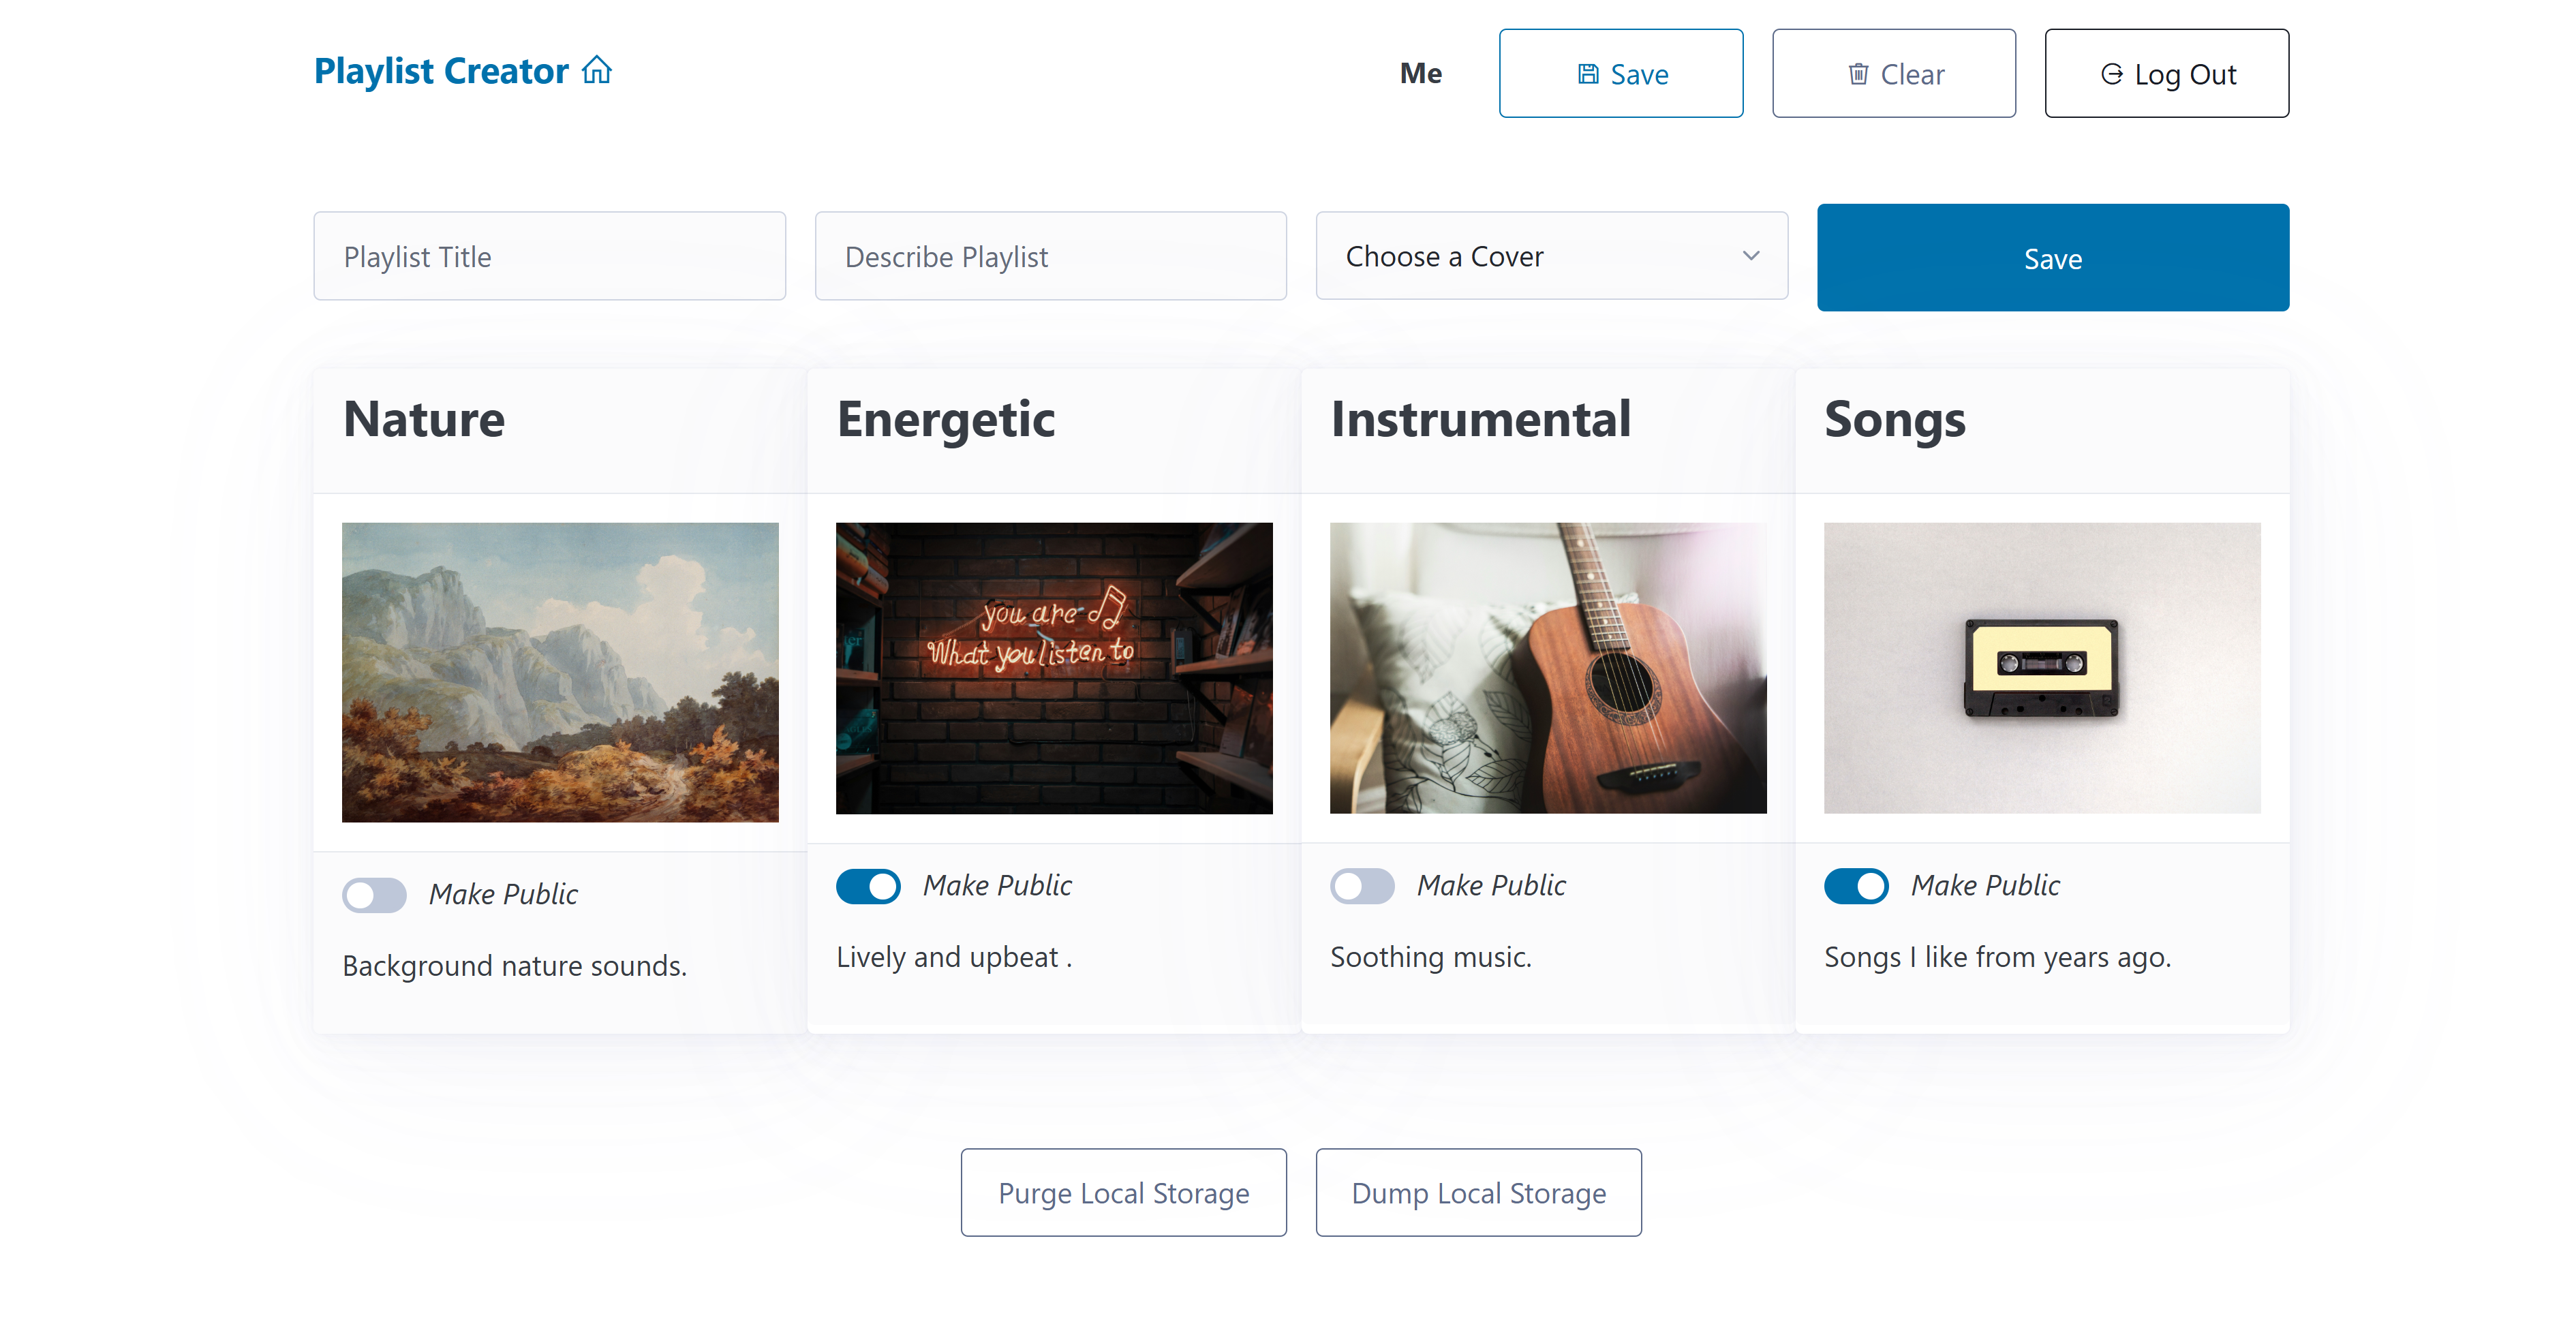 Playlist Creator
Me
Save
Clear
Log Out
Playlist Title
Describe Playlist
Choose a Cover
Save
Nature
Energetic
Instrumental
Songs
you are
What you listen to
Make Public
Make Public
Make Public
Make Public
Background nature sounds.
Lively and upbeat .
Soothing music.
Songs I like from years ago.
Purge Local Storage
Dump Local Storage